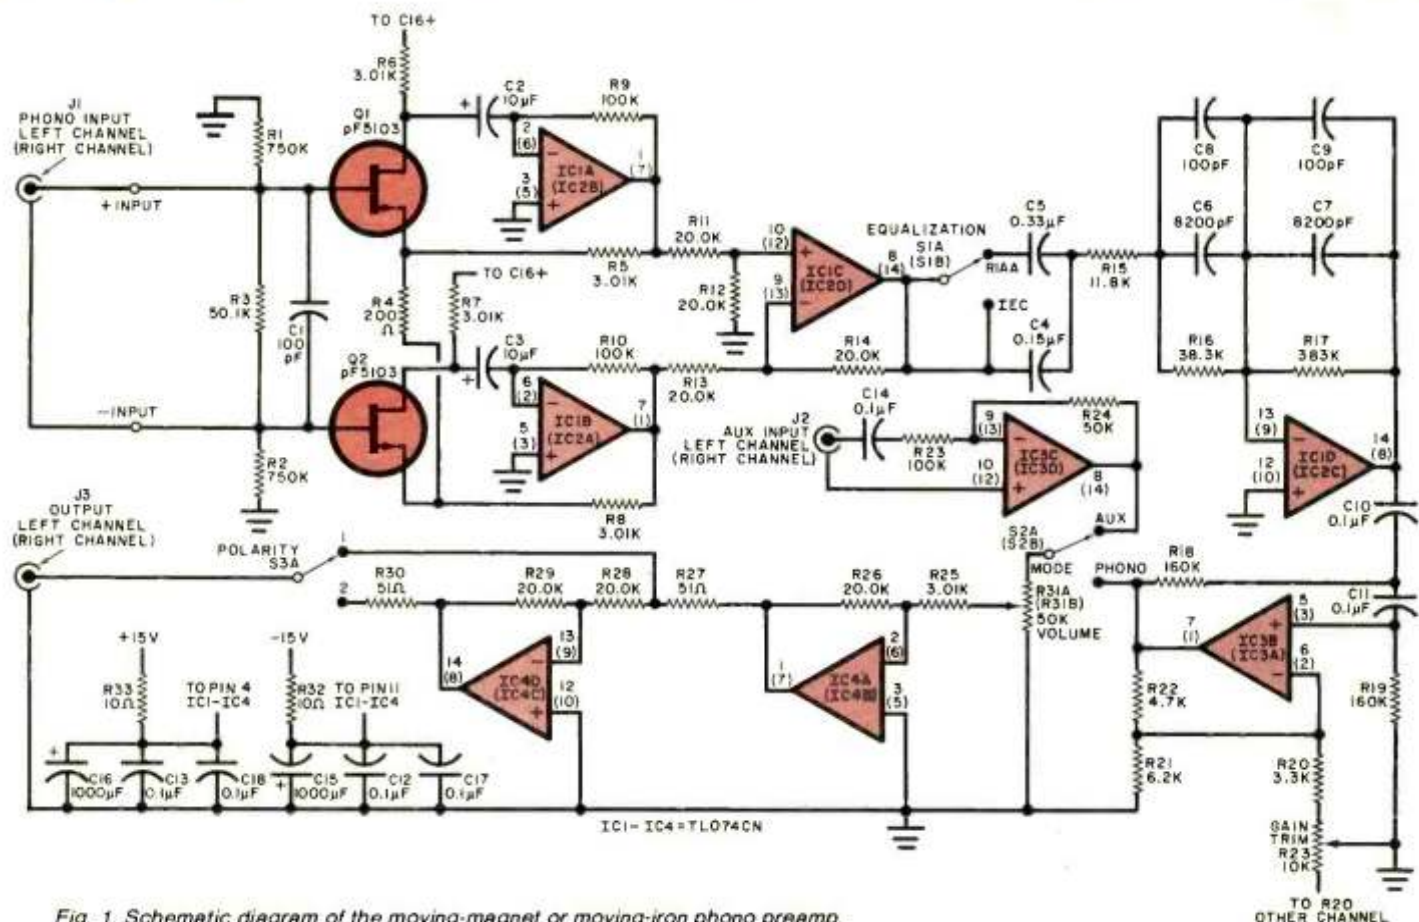 TO C16+
R6
3.01K
J1
PHONO INPUT
LEFT CHANNEL
(RIGHT CHANNEL)
R1
750K
Q1
pF5103
C2
10µF
R9
100K
2
(6)
3
(5)
IC1A
(IC2B)
1
(7)
+INPUT
R11
20.0K
R5
3.01K
R12
20.0K
10
(12)
9
(13)
IC1C
(IC2D)
8
(14)
EQUALIZATION
S1A
(S1B)
RIAA
IEC
C5
0.33µF
C4
0.15µF
R15
11.8K
C8
100pF
C9
100pF
C6
8200pF
C7
8200pF
R16
38.3K
R17
383K
R3
50.1K
C1
100
pF
R4
200
Ω
TO C16+
R7
3.01K
C3
10µF
R10
100K
R13
20.0K
R14
20.0K
Q2
pF5103
6
(2)
5
(3)
IC1B
(IC2A)
7
(1)
-INPUT
R2
750K
R8
3.01K
J2
AUX INPUT
LEFT CHANNEL
(RIGHT CHANNEL)
C14
0.1µF
R23
100K
9
(13)
10
(12)
IC3C
(IC3D)
8
(14)
R24
50K
13
(9)
12
(10)
IC1D
(IC2C)
14
(8)
C10
0.1µF
J3
OUTPUT
LEFT CHANNEL
(RIGHT CHANNEL)
POLARITY
S3A
1
2
R30
51Ω
R29
20.0K
R28
20.0K
R27
51Ω
R26
20.0K
R25
3.01K
S2A
(S2B)
AUX
MODE
PHONO
R31A
(R31B)
50K
VOLUME
R18
160K
C11
0.1µF
13
(9)
12
(10)
IC4D
(IC4C)
14
(8)
2
(6)
3
(5)
IC4A
(IC4B)
1
(7)
5
(3)
6
(2)
IC3B
(IC3A)
7
(1)
R22
4.7K
R19
160K
R21
6.2K
R20
3.3K
+15V
R33
10Ω
TO PIN 4
IC1-IC4
-15V
R32
10Ω
TO PIN 11
IC1-IC4
C16
1000µF
C13
0.1µF
C18
0.1µF
C15
1000µF
C12
0.1µF
C17
0.1µF
IC1-IC4=TL074CN
GAIN
TRIM
R23
10K
TO R20
OTHER CHANNEL
Fig. 1. Schematic diagram of the moving-magnet or moving-iron phono preamp.